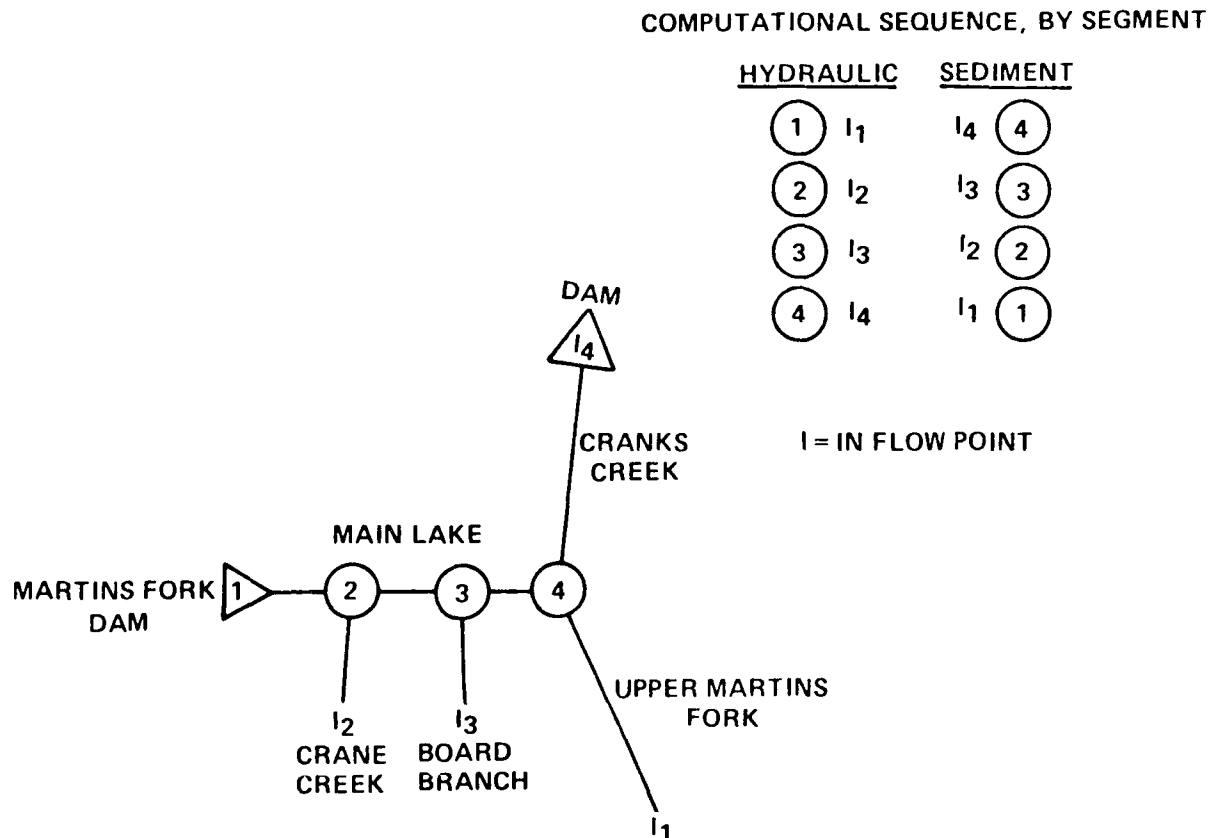 COMPUTATIONAL SEQUENCE, BY SEGMENT
HYDRAULIC SEDIMENT
1 I1 I4 4
2 I2 I3 3
3 I3 I2 2
4 I4 I1 1
I = IN FLOW POINT
DAM
I4
CRANKS
CREEK
MAIN LAKE
MARTINS FORK
DAM
1 2 3 4
UPPER MARTINS
FORK
I2
CRANE
CREEK
I3
BOARD
BRANCH
I1